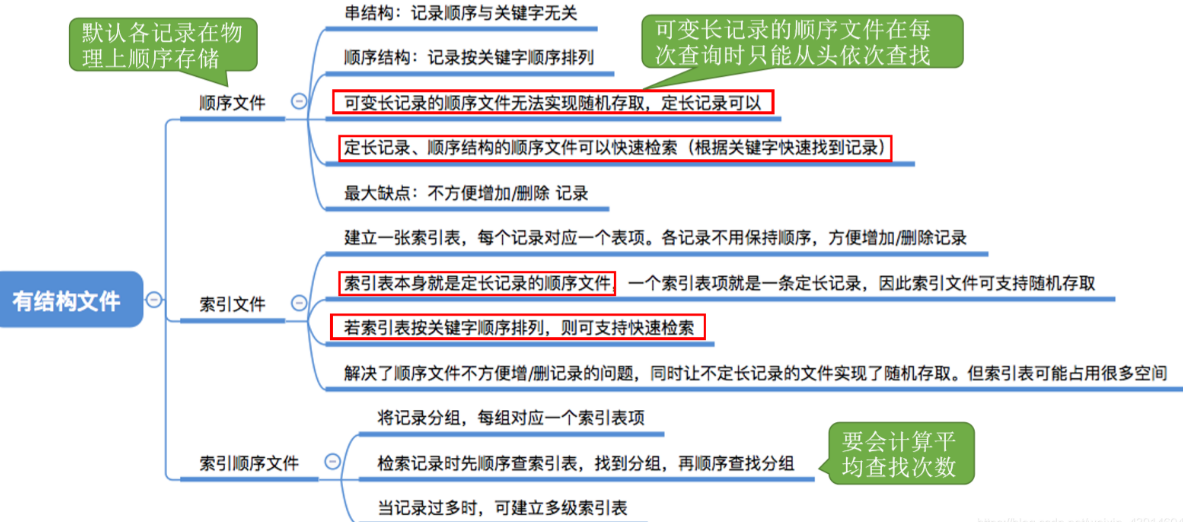 默认各记录在物
理上顺序存储
可变长记录的顺序文件在每
次查询时只能从头依次查找
有结构文件
顺序文件
串结构：记录顺序与关键字无关
顺序结构：记录按关键字顺序排列
可变长记录的顺序文件无法实现随机存取，定长记录可以
定长记录、顺序结构的顺序文件可以快速检索（根据关键字快速找到记录）
最大缺点：不方便增加/删除 记录
索引文件
建立一张索引表，每个记录对应一个表项。各记录不用保持顺序，方便增加/删除记录
索引表本身就是定长记录的顺序文件，一个索引表项就是一条定长记录，因此索引文件可支持随机存取
若索引表按关键字顺序排列，则可支持快速检索
解决了顺序文件不方便增/删记录的问题，同时让不定长记录的文件实现了随机存取。但索引表可能占用很多空间
索引顺序文件
将记录分组，每组对应一个索引表项
检索记录时先顺序查索引表，找到分组，再顺序查找分组
当记录过多时，可建立多级索引表
要会计算平
均查找次数